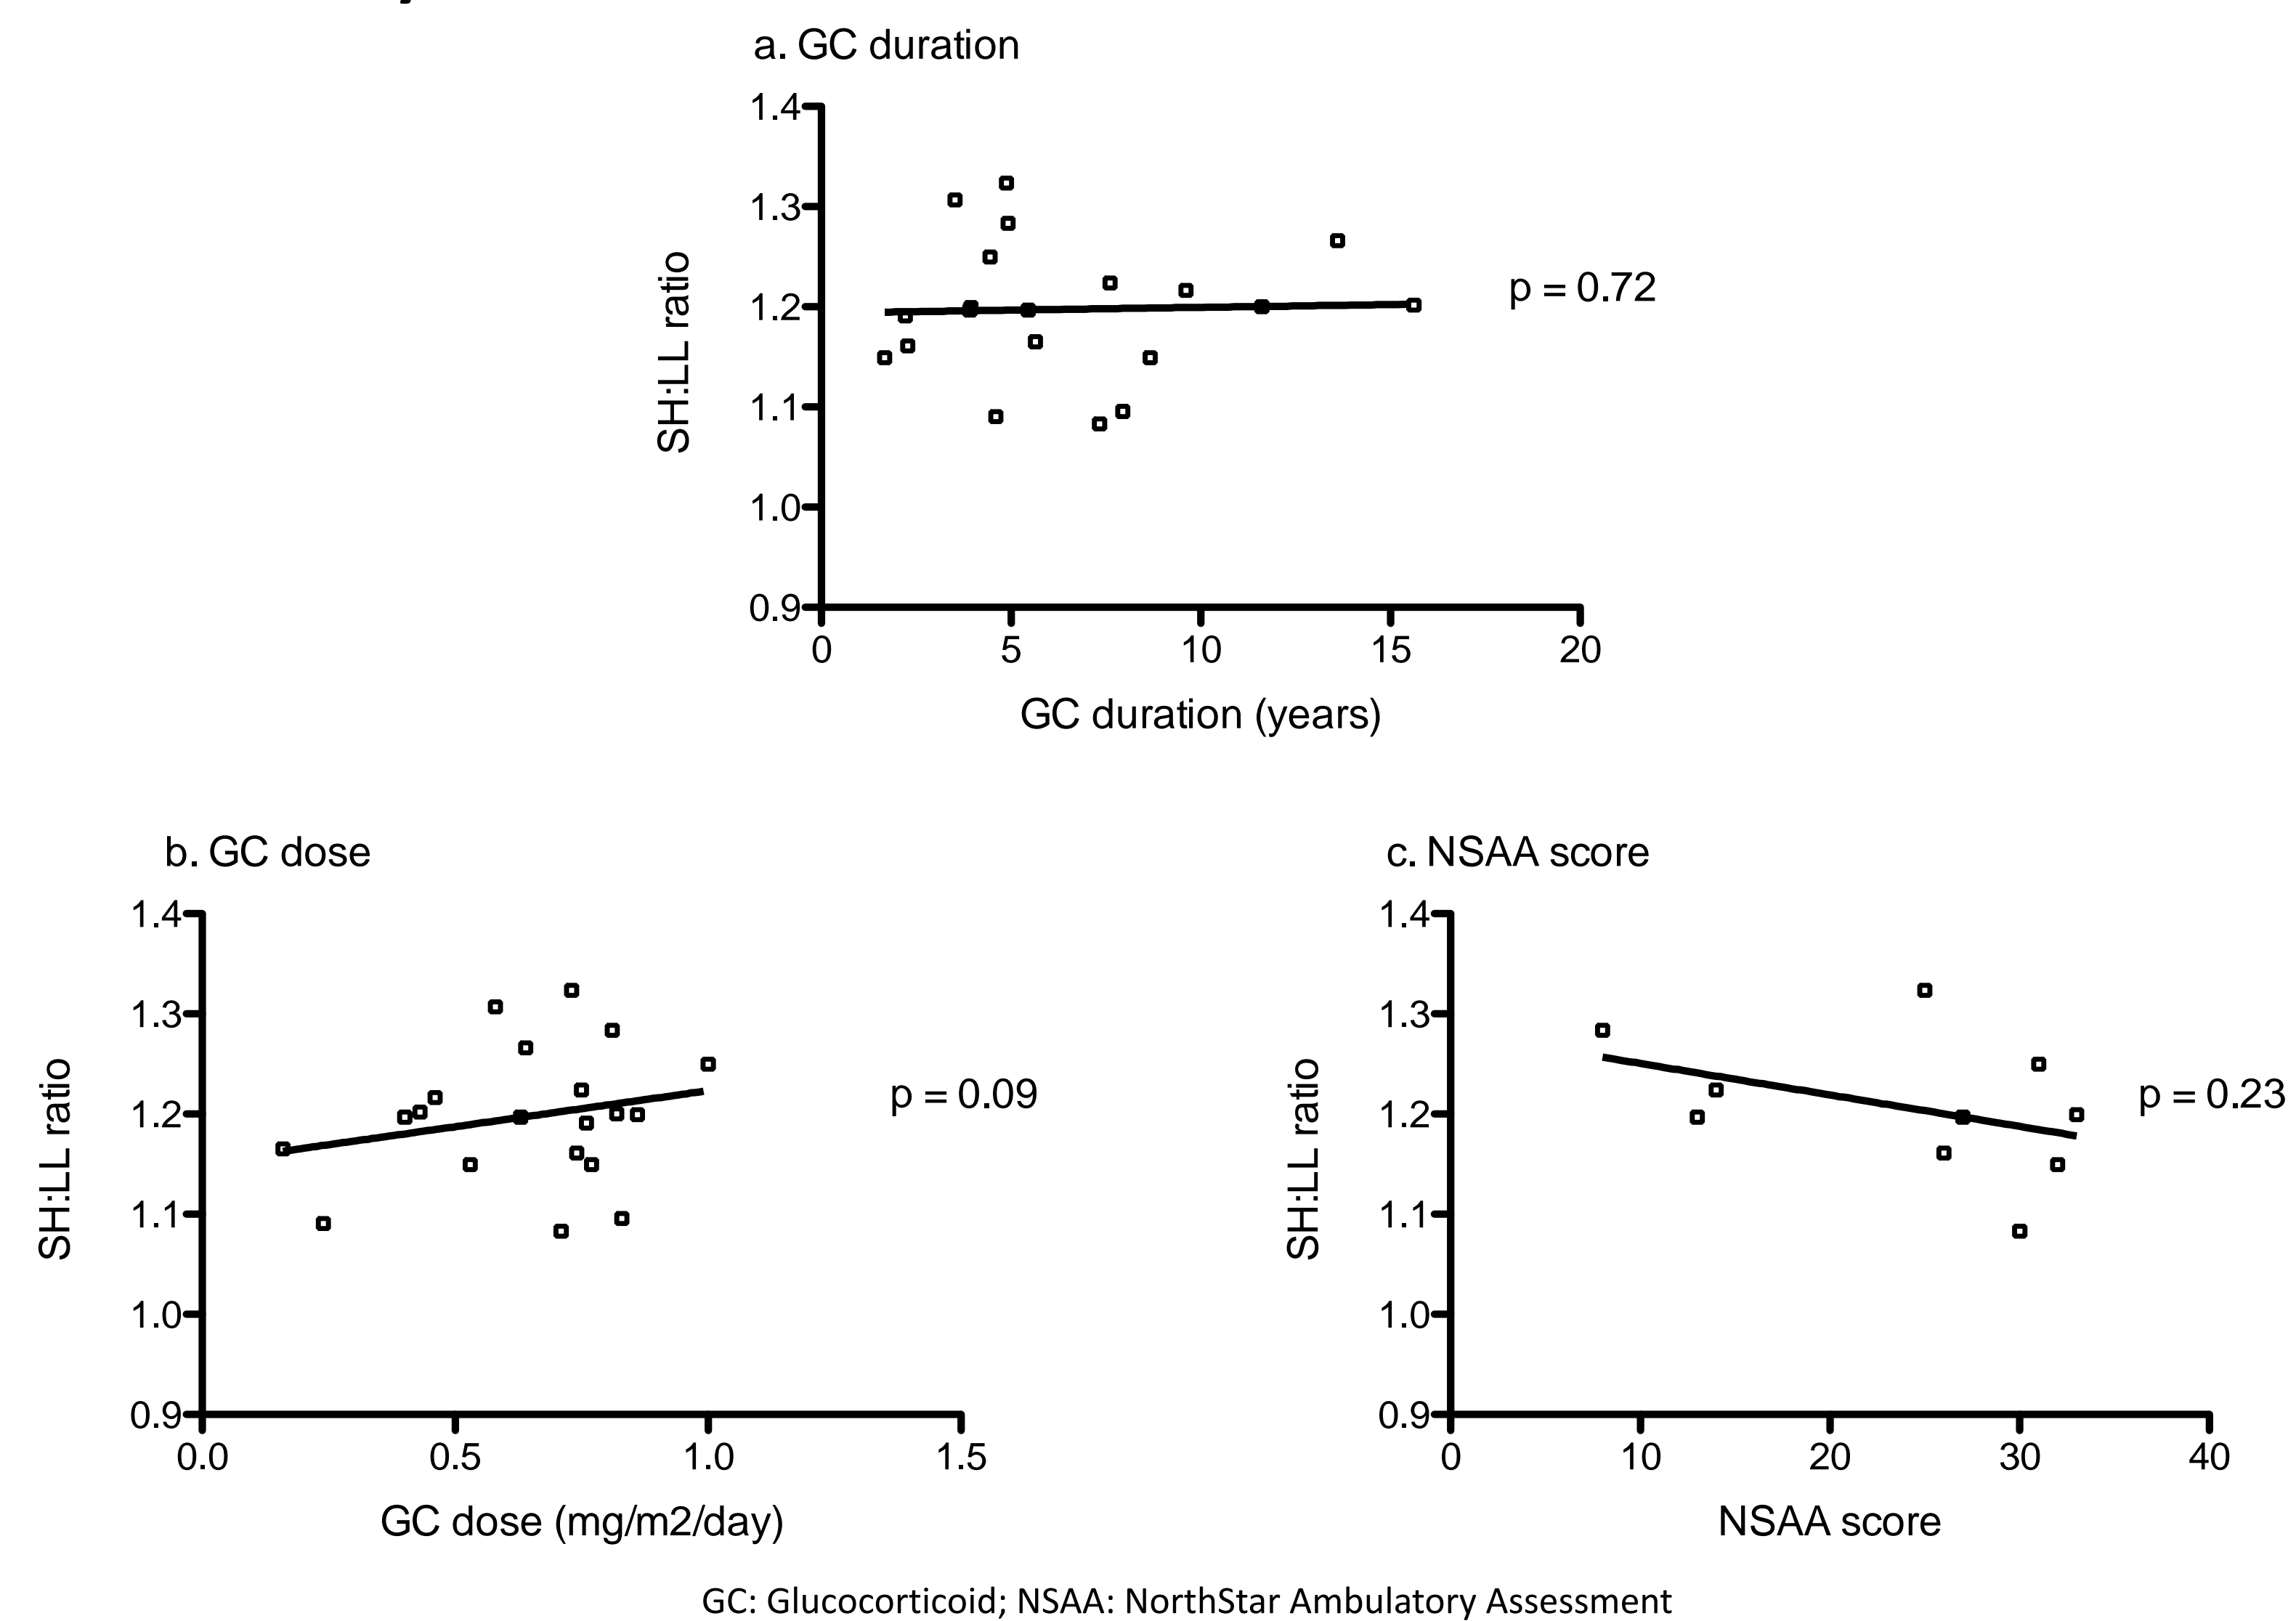 a. GC duration
1.4
1.3
1.2
1.1
1.0
0.9
SH:LL ratio
p = 0.72
0 5 10 15 20
GC duration (years)
b. GC dose
1.4
1.3
1.2
1.1
1.0
0.9
SH:LL ratio
p = 0.09
0.0 0.5 1.0 1.5
GC dose (mg/m2/day)
c. NSAA score
1.4
1.3
1.2
1.1
1.0
0.9
SH:LL ratio
p = 0.23
0 10 20 30 40
NSAA score
GC: Glucocorticoid; NSAA: NorthStar Ambulatory Assessment